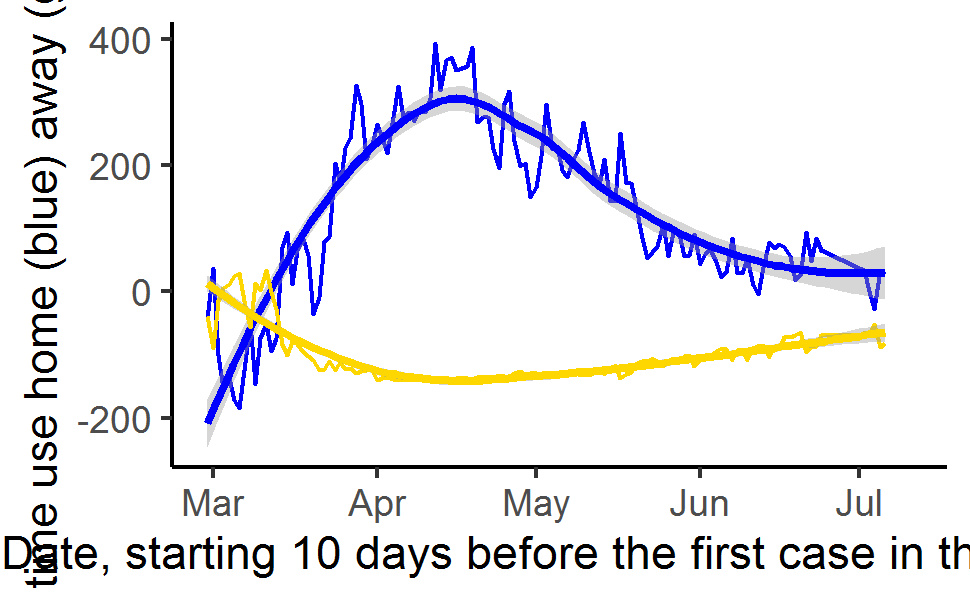 time use home (blue) away (
400
200
0
-200
Mar Apr May Jun Jul
Date, starting 10 days before the first case in th